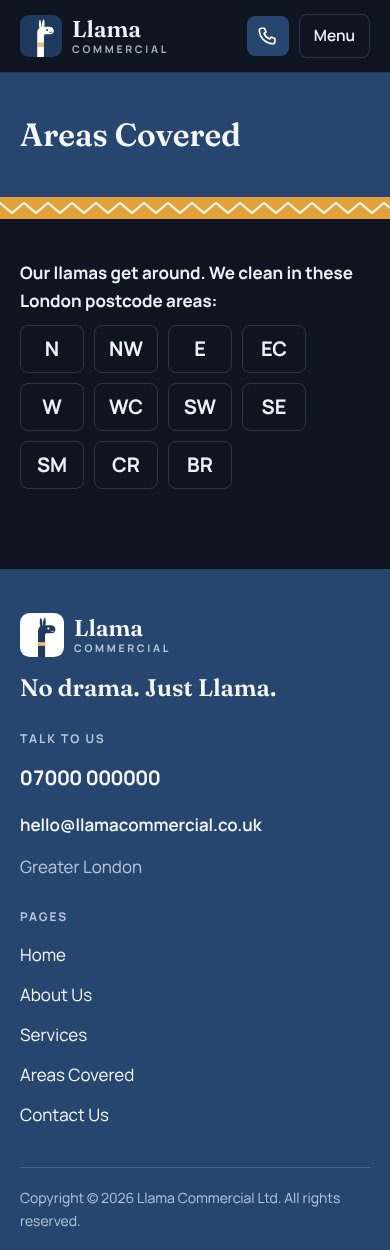 Llama
COMMERCIAL
Menu
Areas Covered
Our llamas get around. We clean in these
London postcode areas:
N
NW
E
EC
W
WC
SW
SE
SM
CR
BR
Llama
COMMERCIAL
No drama. Just Llama.
TALK TO US
07000 000000
hello@llamacommercial.co.uk
Greater London
PAGES
Home
About Us
Services
Areas Covered
Contact Us
Copyright © 2026 Llama Commercial Ltd. All rights
reserved.